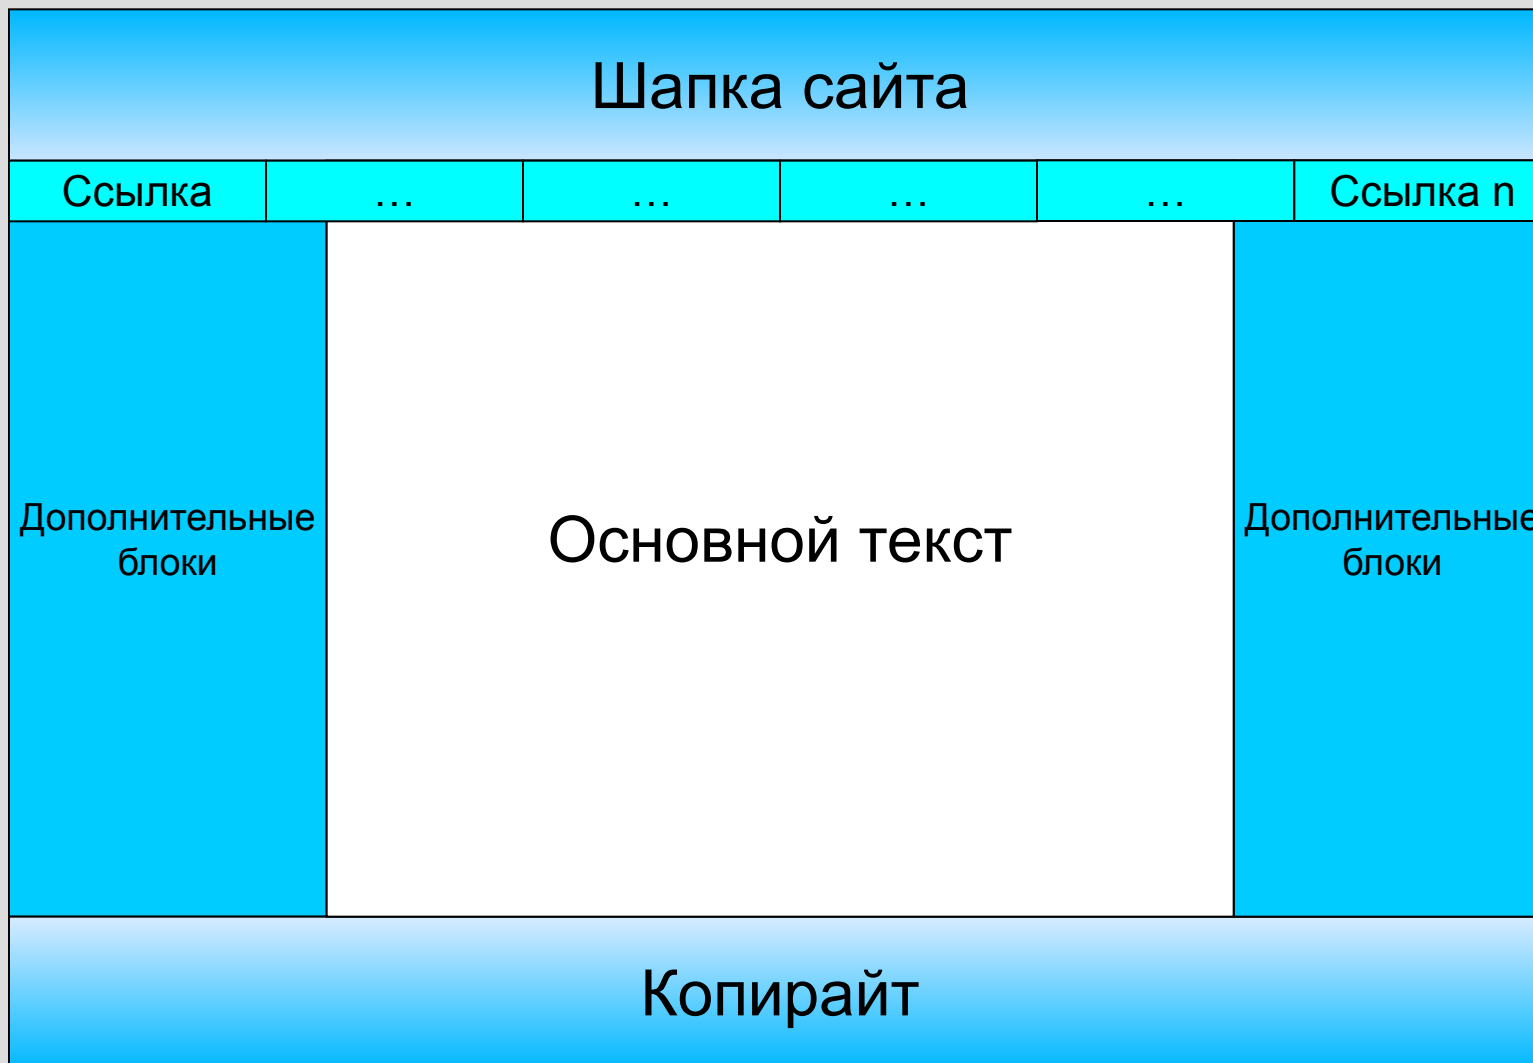 Шапка сайта
Ссылка
…
…
…
…
Ссылка n
Дополнительные
блоки
Основной текст
Дополнительные
блоки
Копирайт